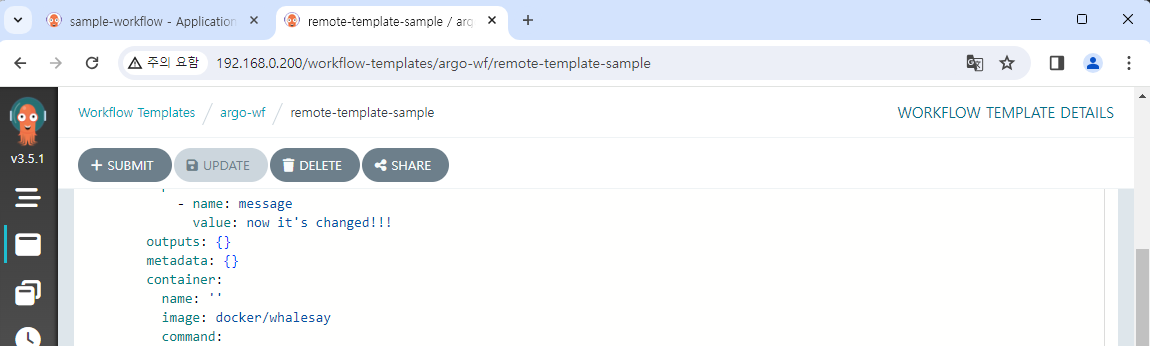 sample-workflow - Application
remote-template-sample / arg
주의 요함
192.168.0.200/workflow-templates/argo-wf/remote-template-sample
v3.5.1
Workflow Templates
argo-wf
remote-template-sample
WORKFLOW TEMPLATE DETAILS
+ SUBMIT
UPDATE
DELETE
SHARE
- name: message
value: now it's changed!!!
outputs: {}
metadata: {}
container:
name: ''
image: docker/whalesay
command: